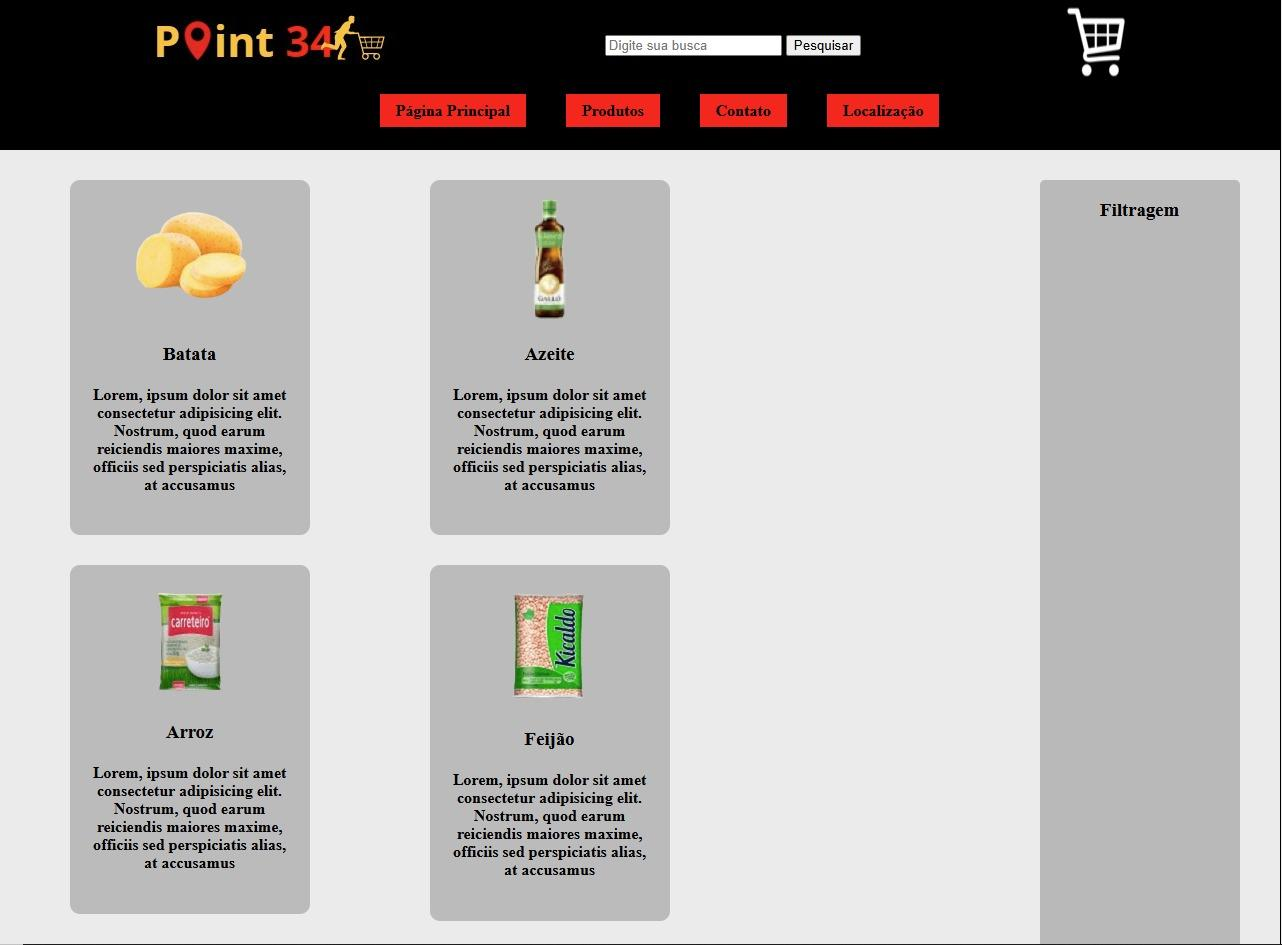 Point 34
Digite sua busca
Pesquisar
Página Principal
Produtos
Contato
Localização
Filtragem
Batata
Lorem, ipsum dolor sit amet
consectetur adipisicing elit.
Nostrum, quod earum
reiciendis maiores maxime,
officiis sed perspiciatis alias,
at accusamus
GALLO
Azeite
Lorem, ipsum dolor sit amet
consectetur adipisicing elit.
Nostrum, quod earum
reiciendis maiores maxime,
officiis sed perspiciatis alias,
at accusamus
carreteiro
Arroz
Lorem, ipsum dolor sit amet
consectetur adipisicing elit.
Nostrum, quod earum
reiciendis maiores maxime,
officiis sed perspiciatis alias,
at accusamus
Kicaldo
Feijão
Lorem, ipsum dolor sit amet
consectetur adipisicing elit.
Nostrum, quod earum
reiciendis maiores maxime,
officiis sed perspiciatis alias,
at accusamus